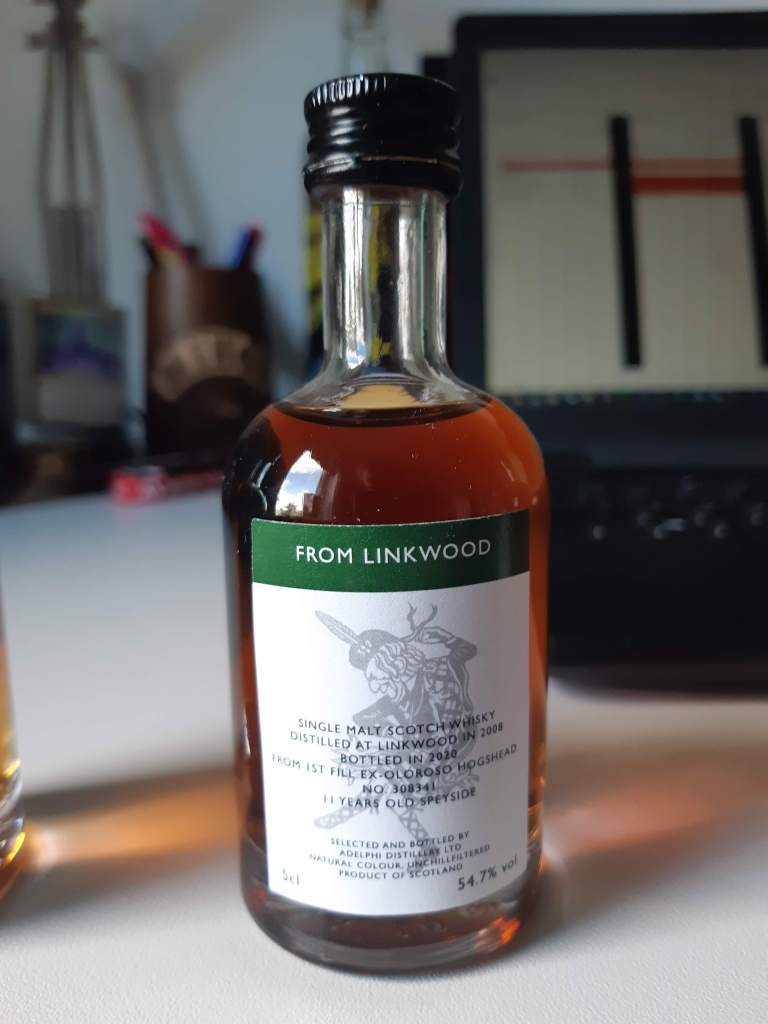 FROM LINKWOOD
SINGLE MALT SCOTCH WHISKY
DISTILLED AT LINKWOOD IN 2008
BOTTLED IN 2020
FROM 1ST FILL EX-OLOROSO HOGSHEAD
NO. 308341
11 YEARS OLD SPEYSIDE
SELECTED AND BOTTLED BY
ADELPHI DISTILLERY LTD
NATURAL COLOUR, UNCHILLFILTERED
PRODUCT OF SCOTLAND
5cl 54.7% vol